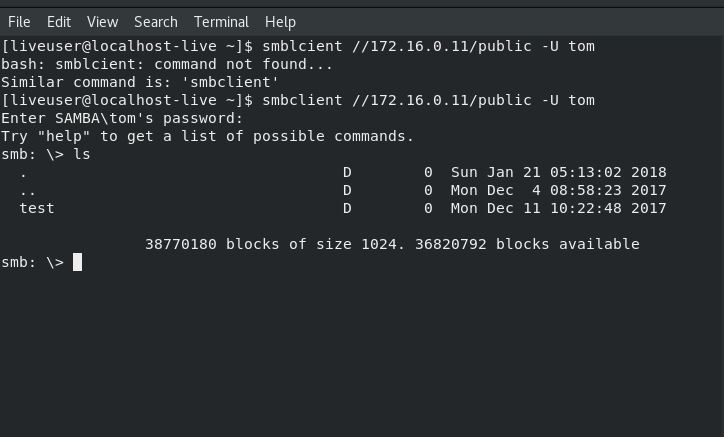 File Edit View Search Terminal Help
[liveuser@localhost-live ~]$ smblcient //172.16.0.11/public -U tom
bash: smblcient: command not found...
Similar command is: 'smbclient'
[liveuser@localhost-live ~]$ smbclient //172.16.0.11/public -U tom
Enter SAMBA\tom's password:
Try "help" to get a list of possible commands.
smb: \> ls
  .                                   D        0  Sun Jan 21 05:13:02 2018
  ..                                  D        0  Mon Dec  4 08:58:23 2017
  test                                D        0  Mon Dec 11 10:22:48 2017
                38770180 blocks of size 1024. 36820792 blocks available
smb: \>